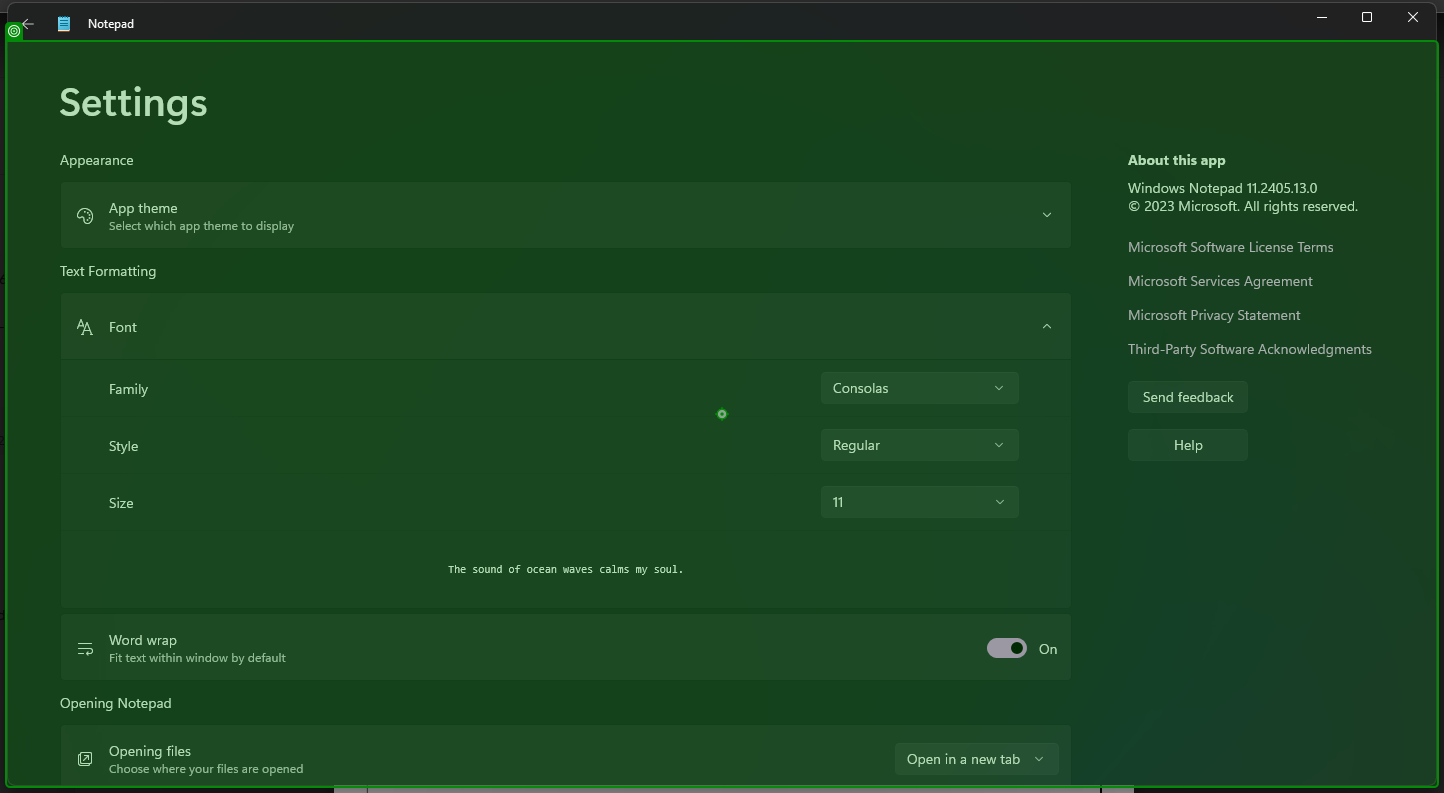 Notepad
Settings
Appearance
App theme
Select which app theme to display
Text Formatting
Font
Family
Consolas
Style
Regular
Size
11
The sound of ocean waves calms my soul.
Word wrap
Fit text within window by default
On
Opening Notepad
Opening files
Choose where your files are opened
Open in a new tab
About this app
Windows Notepad 11.2405.13.0
© 2023 Microsoft. All rights reserved.
Microsoft Software License Terms
Microsoft Services Agreement
Microsoft Privacy Statement
Third-Party Software Acknowledgments
Send feedback
Help